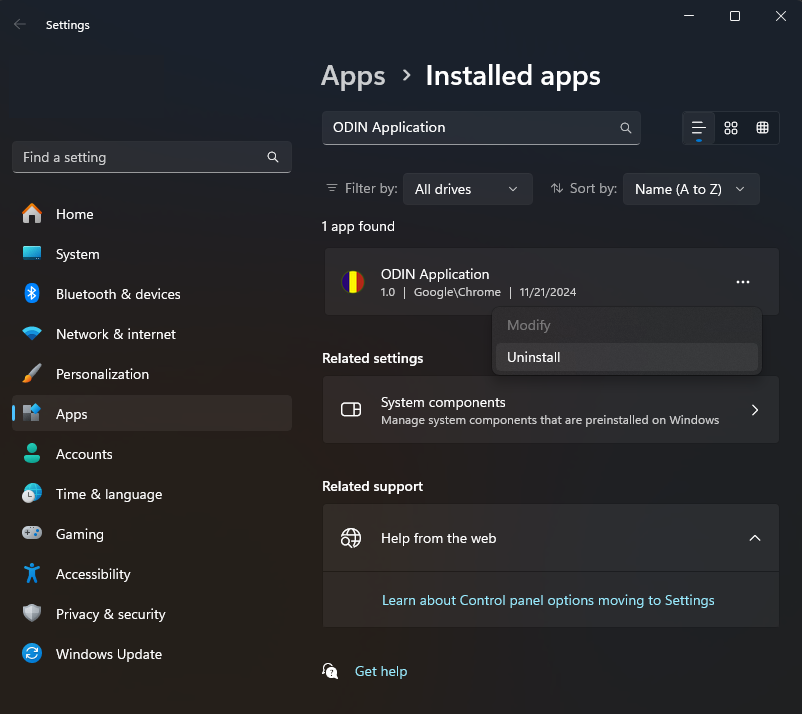 Settings
Apps > Installed apps
ODIN Application
Find a setting
Filter by: All drives Sort by: Name (A to Z)
1 app found
ODIN Application
1.0 | Google\Chrome | 11/21/2024
Modify
Uninstall
Related settings
System components
Manage system components that are preinstalled on Windows
Related support
Help from the web
Learn about Control panel options moving to Settings
Get help
Home
System
Bluetooth & devices
Network & internet
Personalization
Apps
Accounts
Time & language
Gaming
Accessibility
Privacy & security
Windows Update